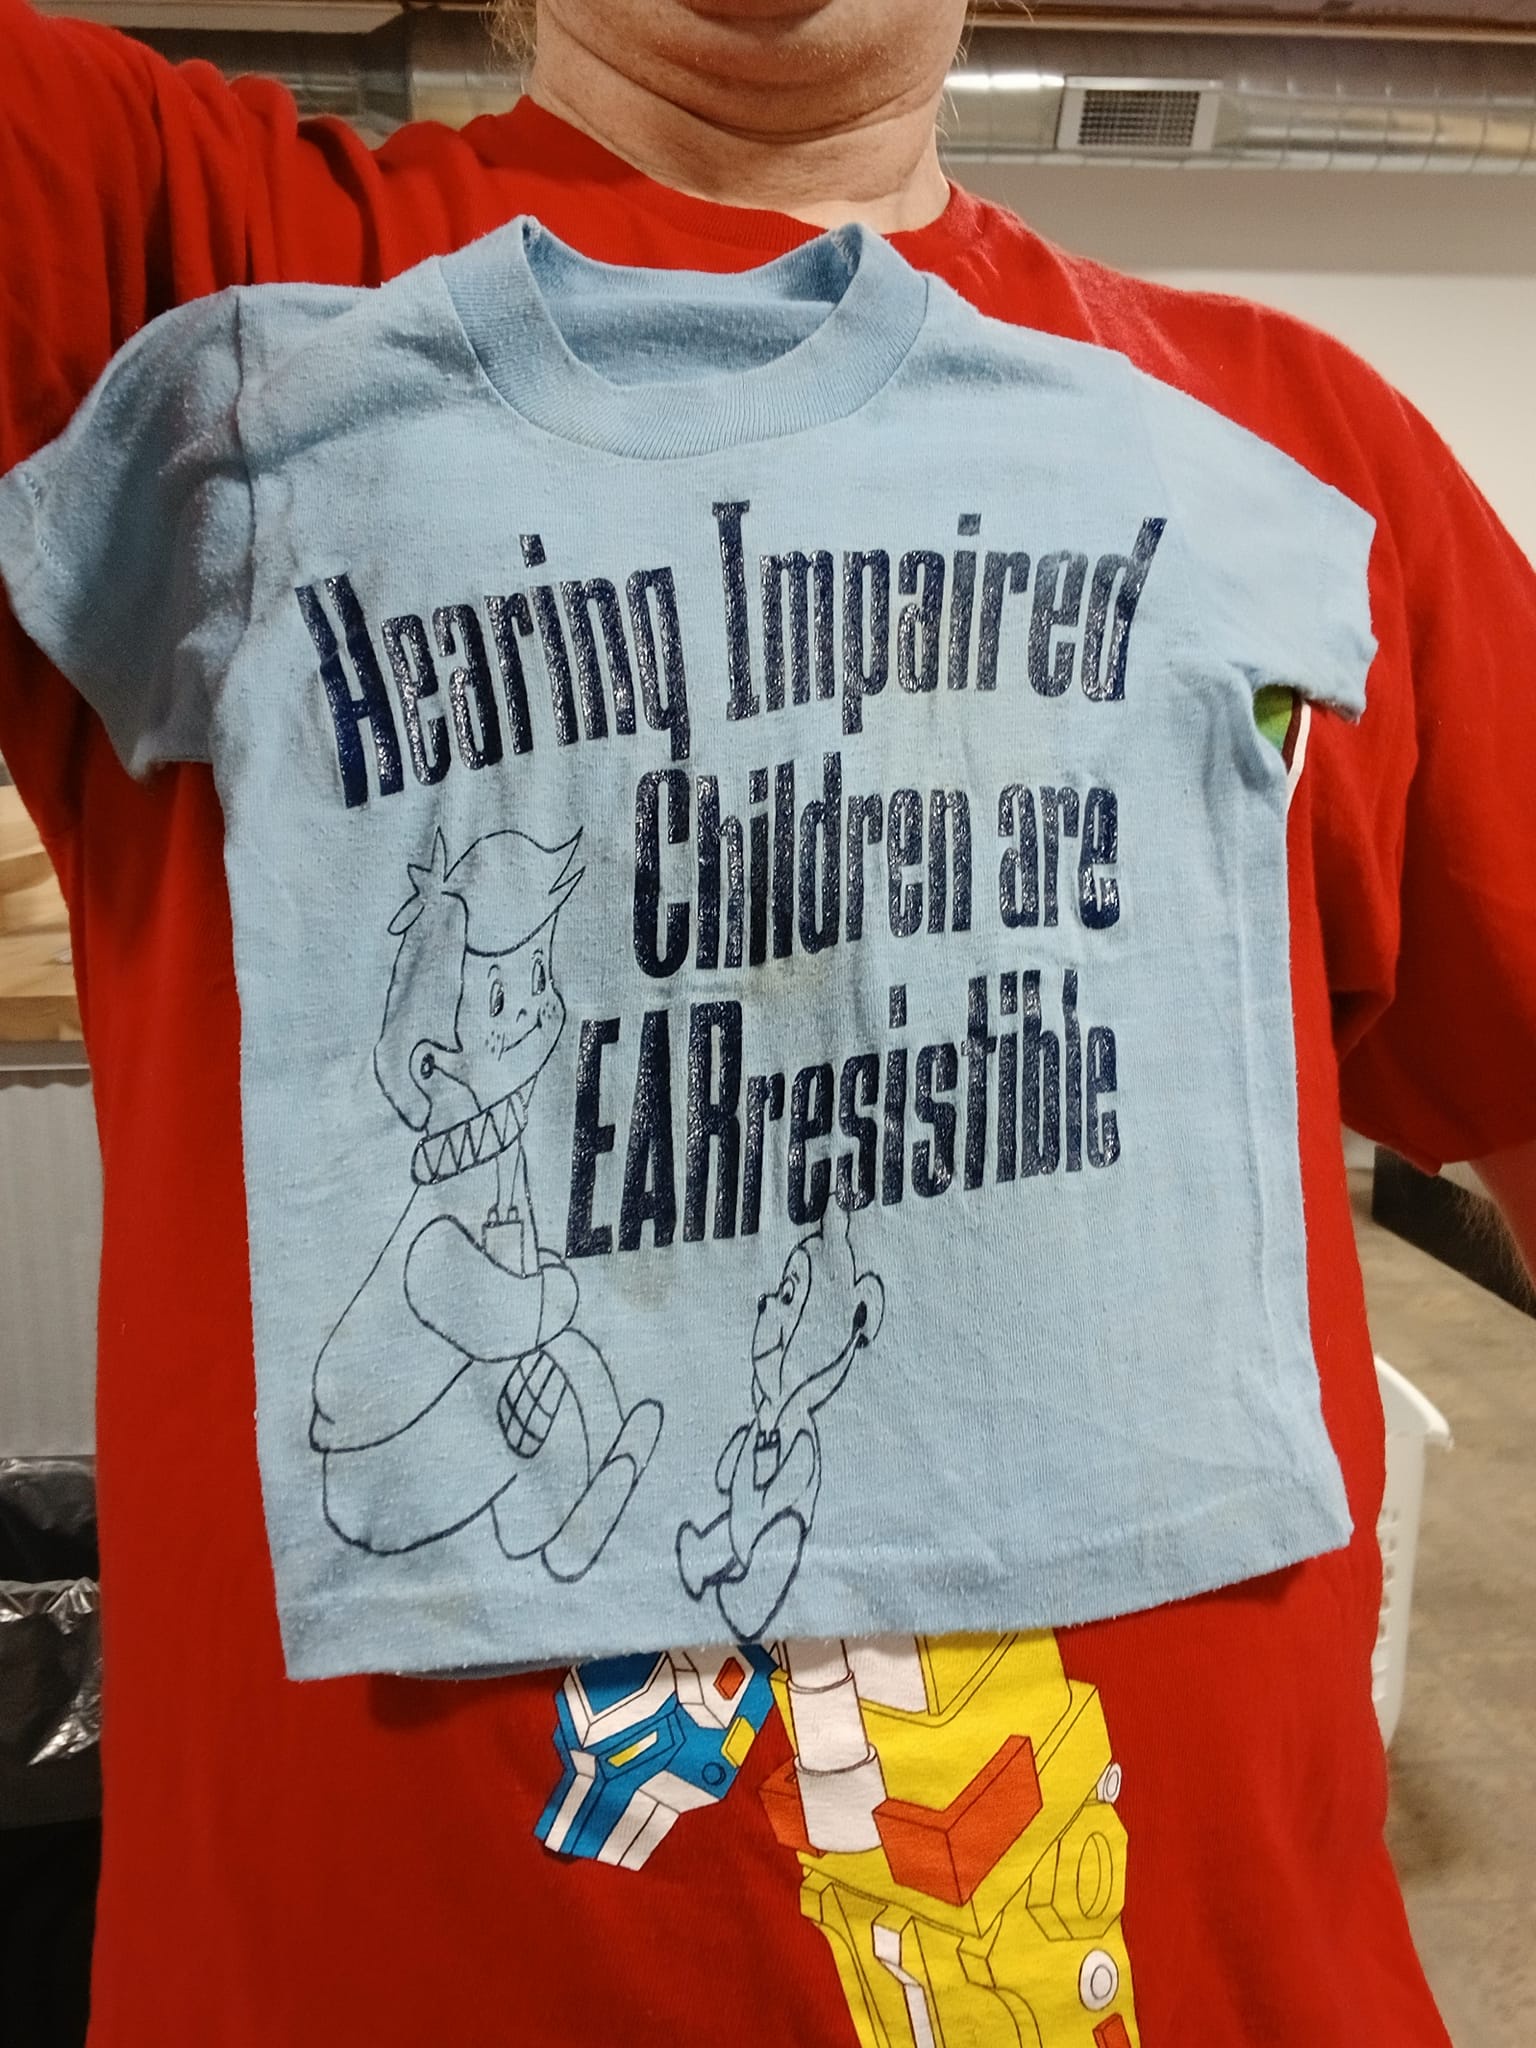 Hearing Impaired
Children are
EARresistible